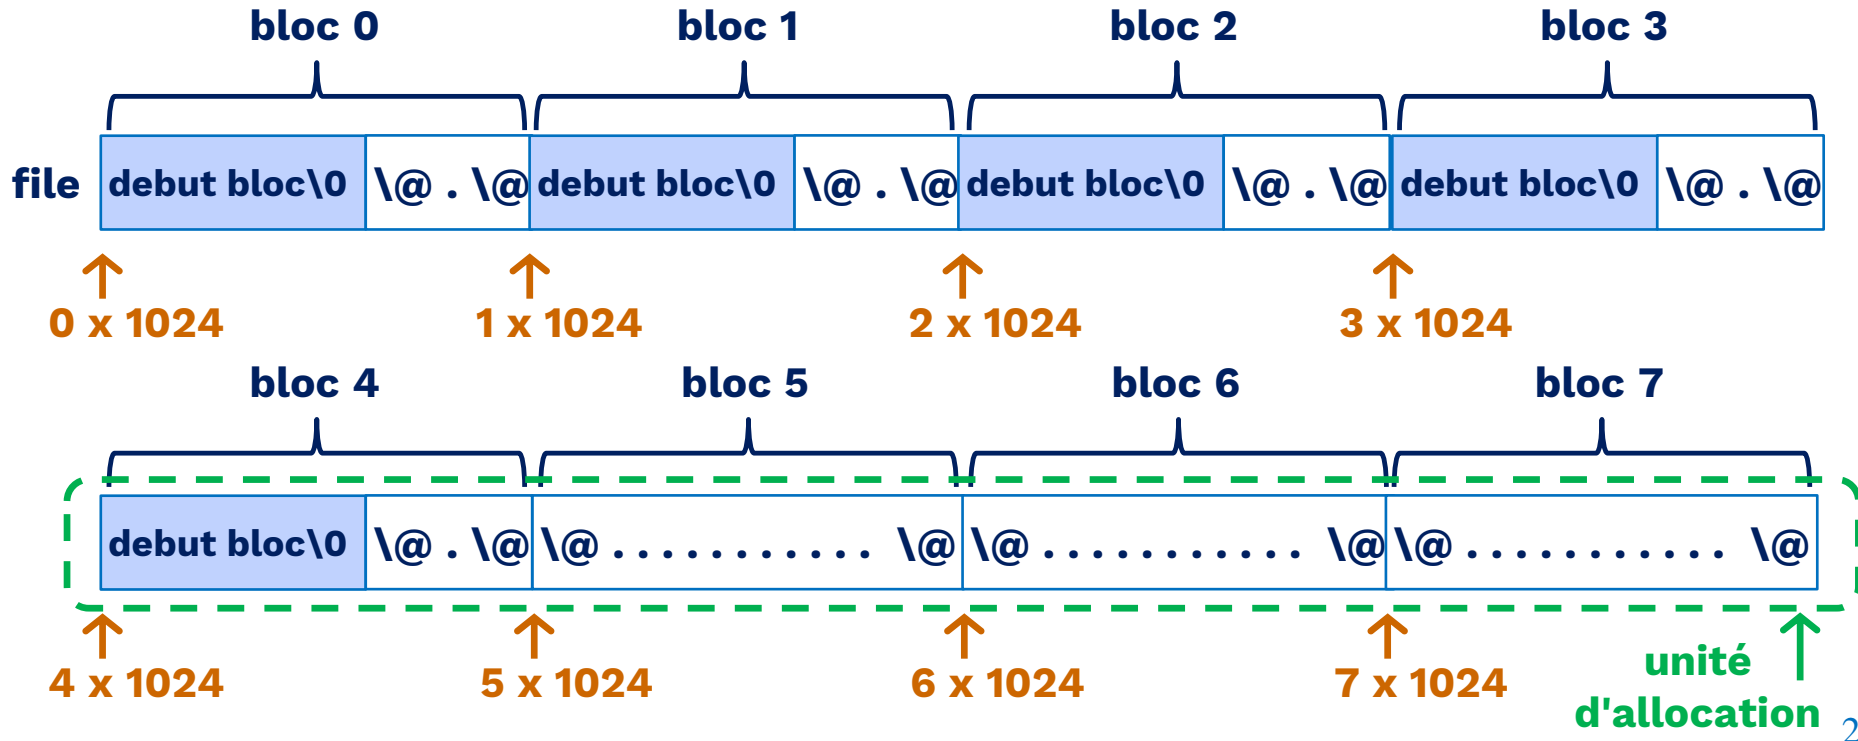 bloc 0 bloc 1 bloc 2 bloc 3
file debut bloc\0 \@ . \@ debut bloc\0 \@ . \@ debut bloc\0 \@ . \@ debut bloc\0 \@ . \@
0 x 1024 1 x 1024 2 x 1024 3 x 1024
bloc 4 bloc 5 bloc 6 bloc 7
debut bloc\0 \@ . \@ \@ . . . . . . . . . . . \@ \@ . . . . . . . . . . . \@ \@ . . . . . . . . . . . \@
4 x 1024 5 x 1024 6 x 1024 7 x 1024
unité
d'allocation
2